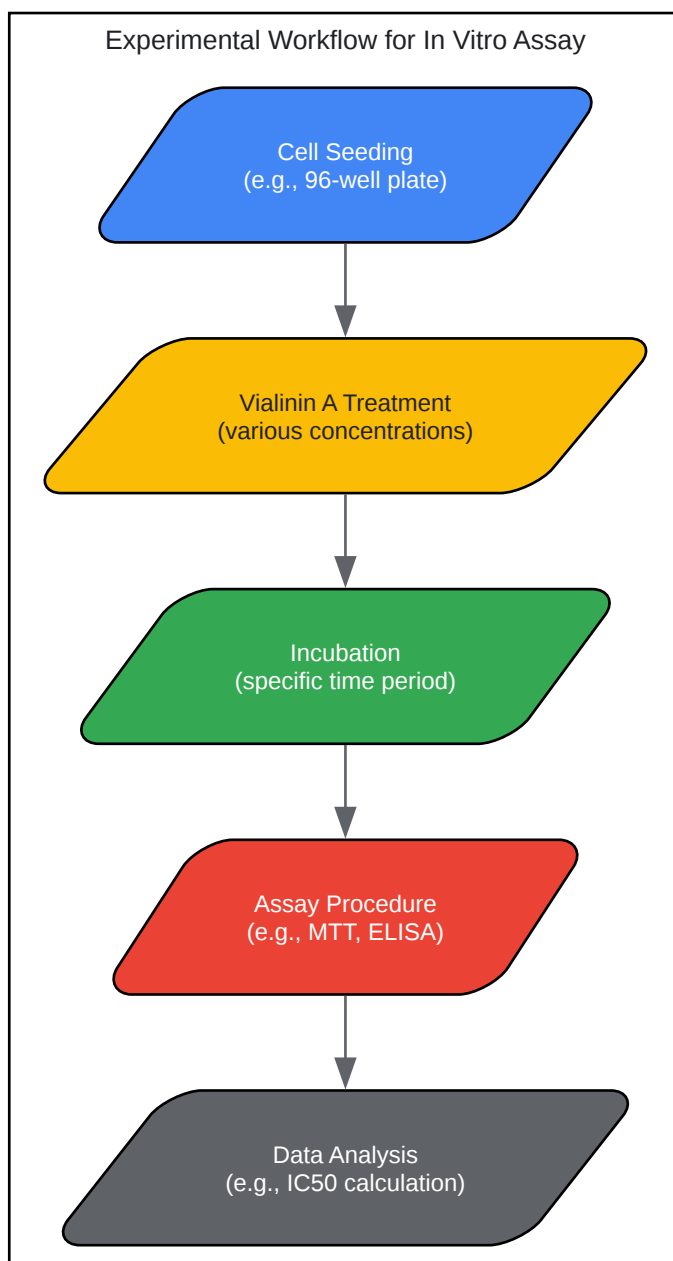 Experimental Workflow for In Vitro Assay
Cell Seeding
(e.g., 96-well plate)
Vialinin A Treatment
(various concentrations)
Incubation
(specific time period)
Assay Procedure
(e.g., MTT, ELISA)
Data Analysis
(e.g., IC50 calculation)